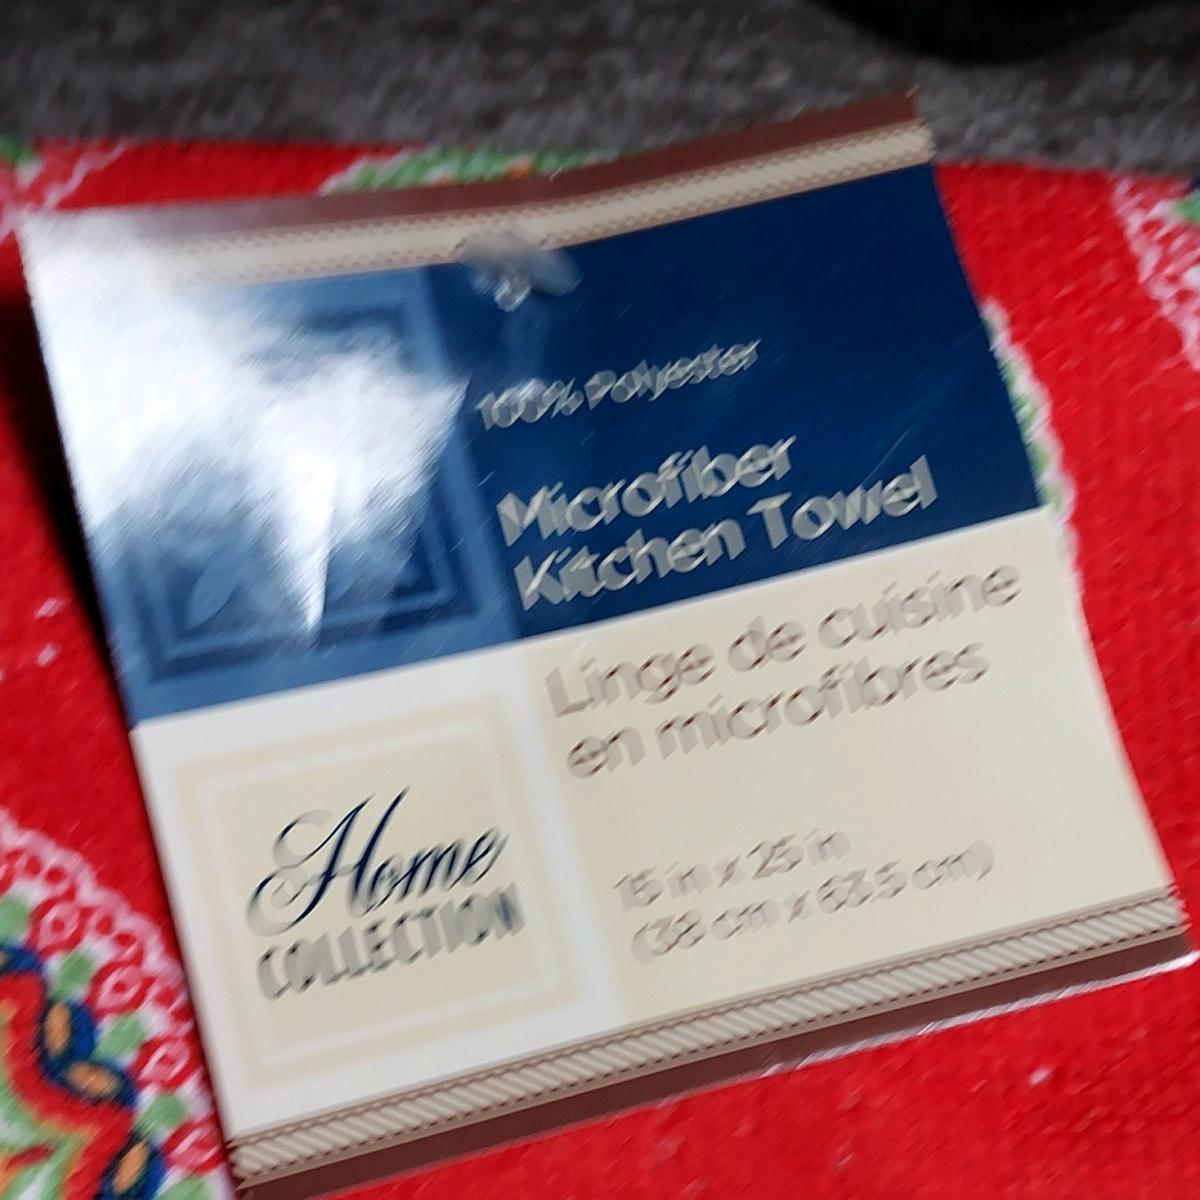 100% Polyester
Microfiber
Kitchen Towel
Linge de cuisine
en microfibres
Home
COLLECTION
15 in x 25 in
(38 cm x 63.5 cm)